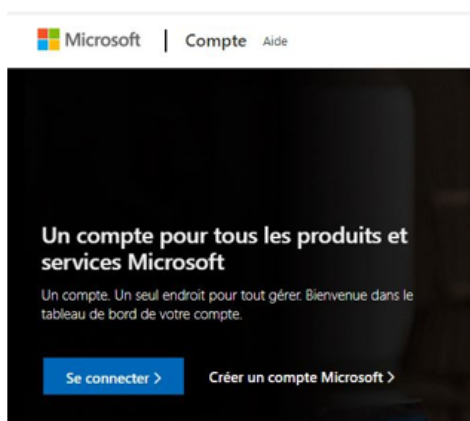 Microsoft | Compte Aide
Un compte pour tous les produits et
services Microsoft
Un compte. Un seul endroit pour tout gérer. Bienvenue dans le
tableau de bord de votre compte.
Se connecter > Créer un compte Microsoft >